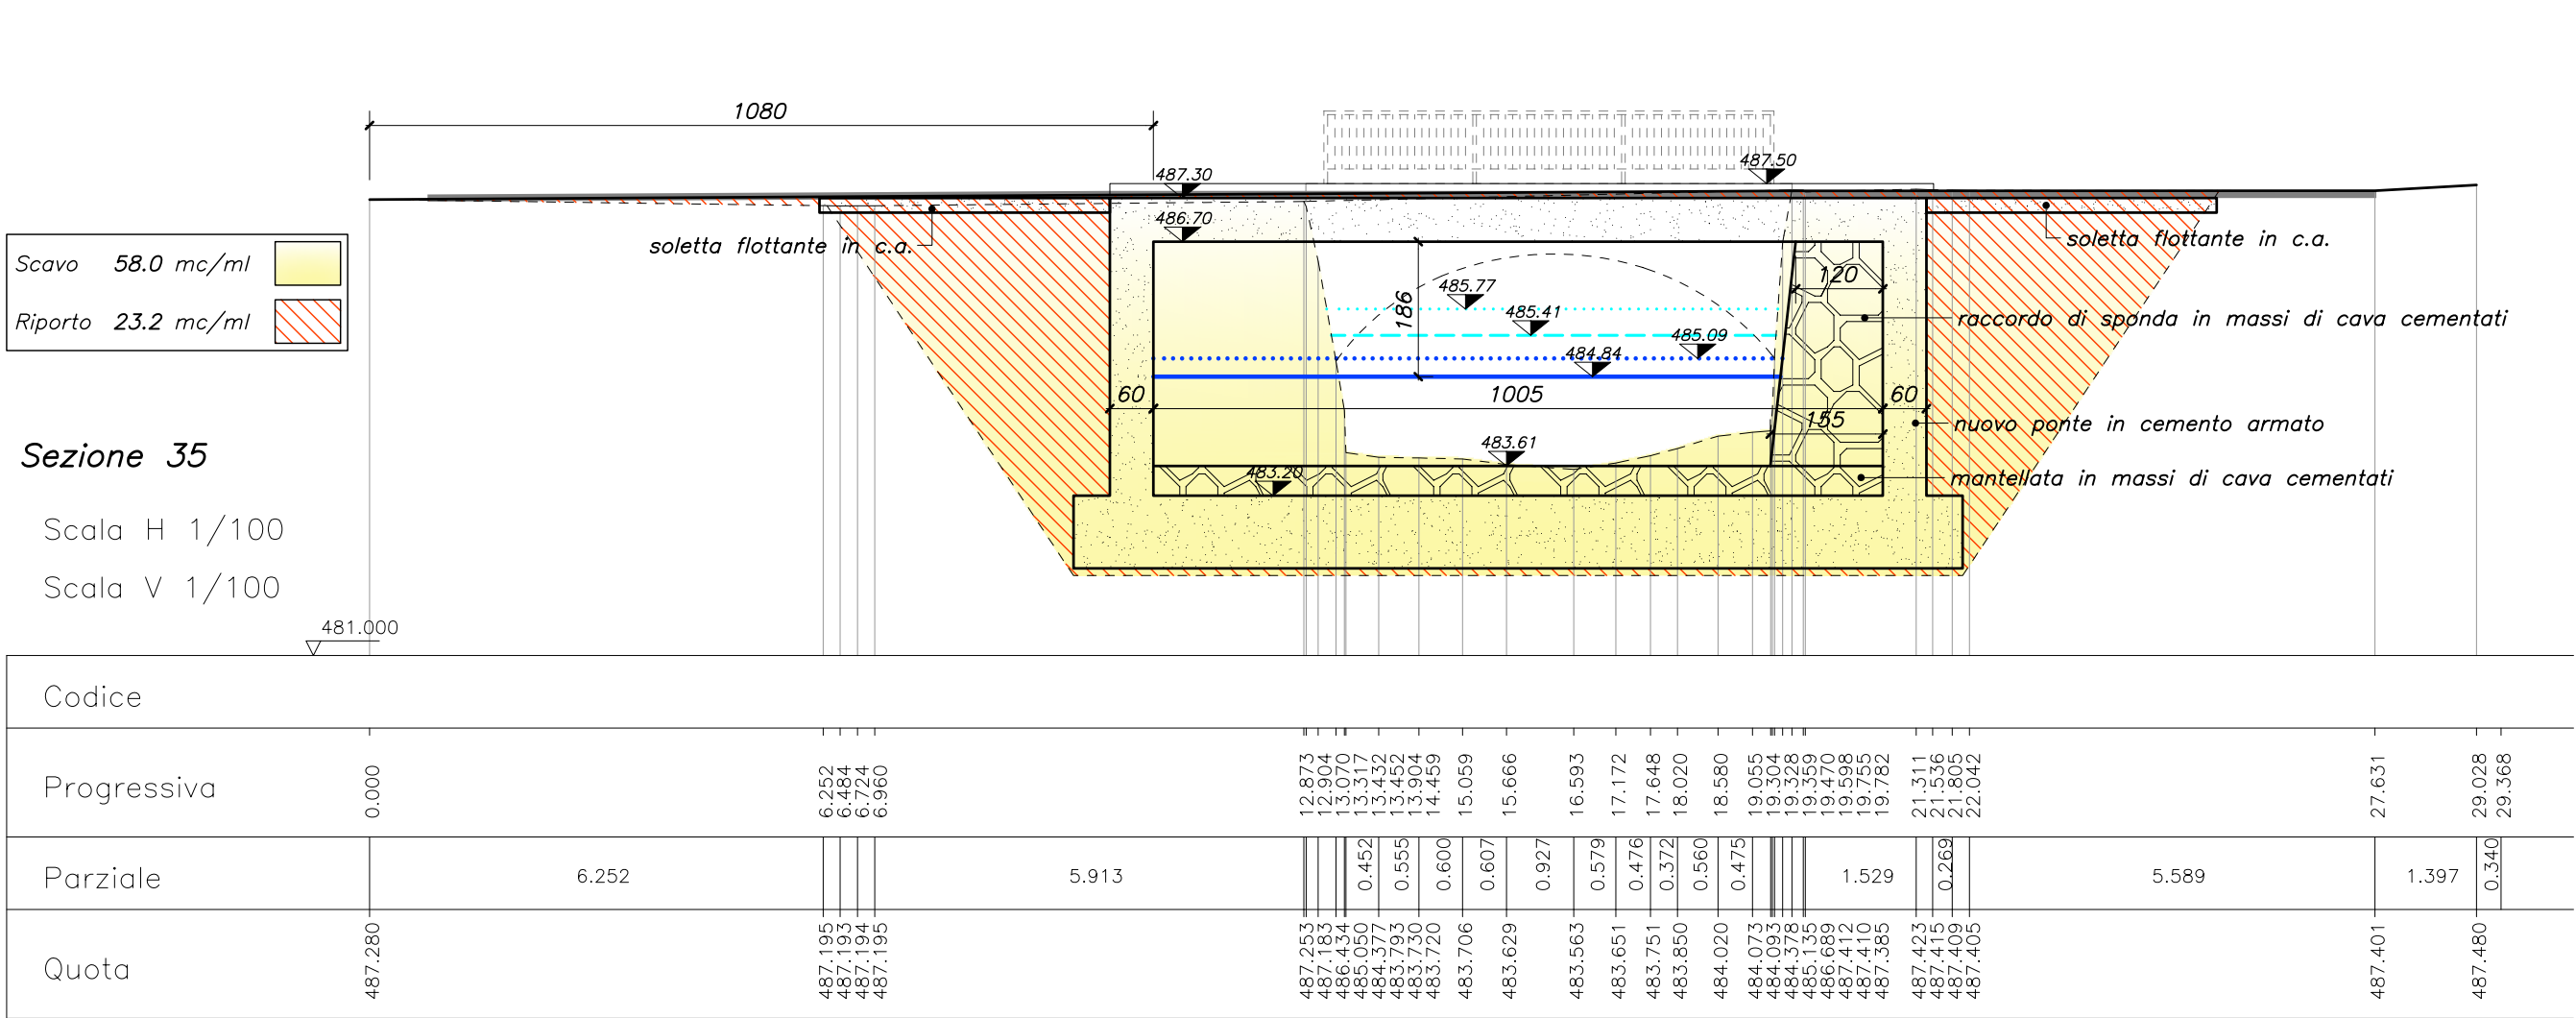 1080
487.30
487.50
486.70
soletta flottante in c.a.
soletta flottante in c.a.
Scavo 58.0 mc/ml
Riporto 23.2 mc/ml
120
485.77
186
485.41
raccordo di sponda in massi di cava cementati
485.09
484.84
60
1005
60
155
nuovo ponte in cemento armato
483.61
Sezione 35
483.20
mantellata in massi di cava cementati
Scala H 1/100
Scala V 1/100
481.000
Codice
Progressiva 0.000 6.252 6.484 6.724 6.960 12.873 12.904 13.070 13.317 13.432 13.452 13.904 14.459 15.059 15.666 16.593 17.172 17.648 18.020 18.580 19.055 19.304 19.328 19.359 19.470 19.598 19.755 19.782 21.311 21.536 21.805 22.042 27.631 29.028 29.368
Parziale 6.252 5.913 0.452 0.555 0.600 0.607 0.927 0.579 0.476 0.372 0.560 0.475 1.529 0.269 5.589 1.397 0.340
Quota 487.280 487.195 487.193 487.194 487.195 487.253 487.183 486.434 485.050 484.377 483.793 483.730 483.720 483.706 483.629 483.563 483.651 483.751 483.850 484.020 484.073 484.093 484.378 485.135 486.689 487.412 487.410 487.385 487.423 487.415 487.409 487.405 487.401 487.480